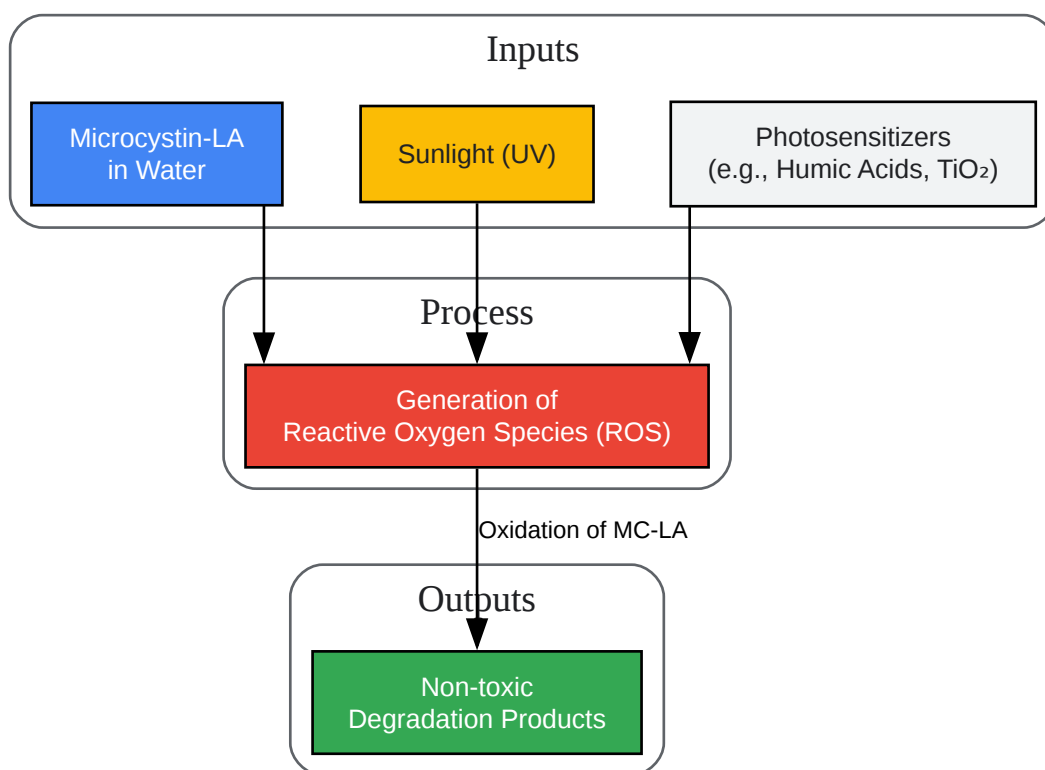 Inputs
Microcystin-LA
in Water
Sunlight (UV)
Photosensitizers
(e.g., Humic Acids, TiO₂)
Process
Generation of
Reactive Oxygen Species (ROS)
Oxidation of MC-LA
Outputs
Non-toxic
Degradation Products